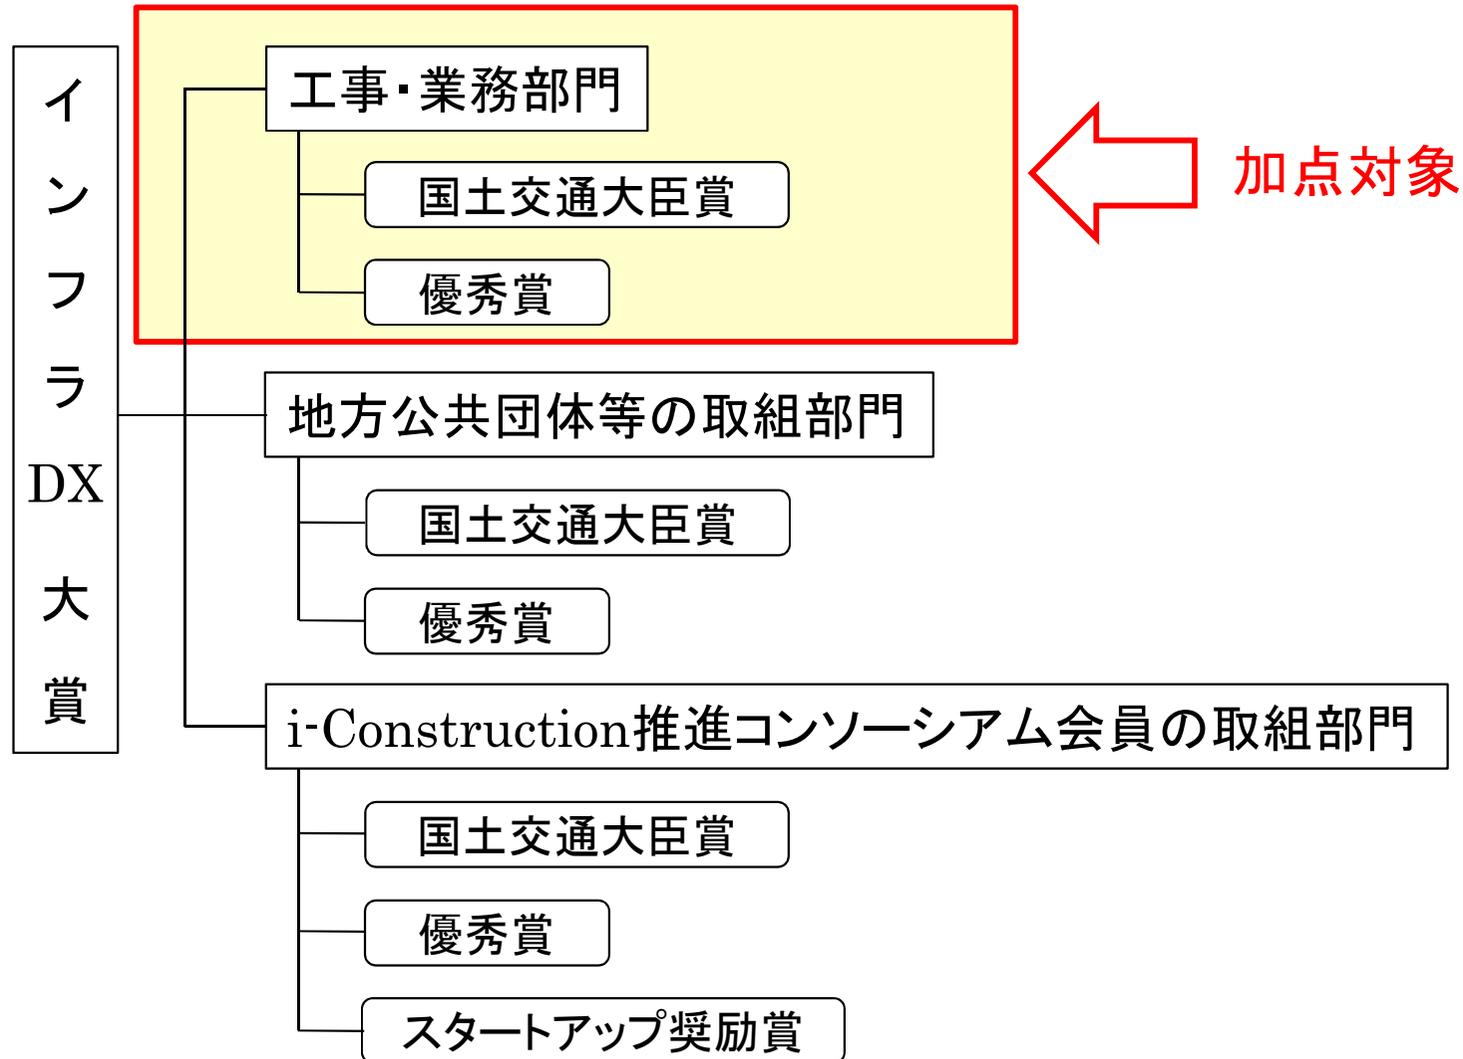 インフラDX大賞
工事・業務部門
国土交通大臣賞
優秀賞
加点対象
地方公共団体等の取組部門
国土交通大臣賞
優秀賞
i-Construction推進コンソーシアム会員の取組部門
国土交通大臣賞
優秀賞
スタートアップ奨励賞